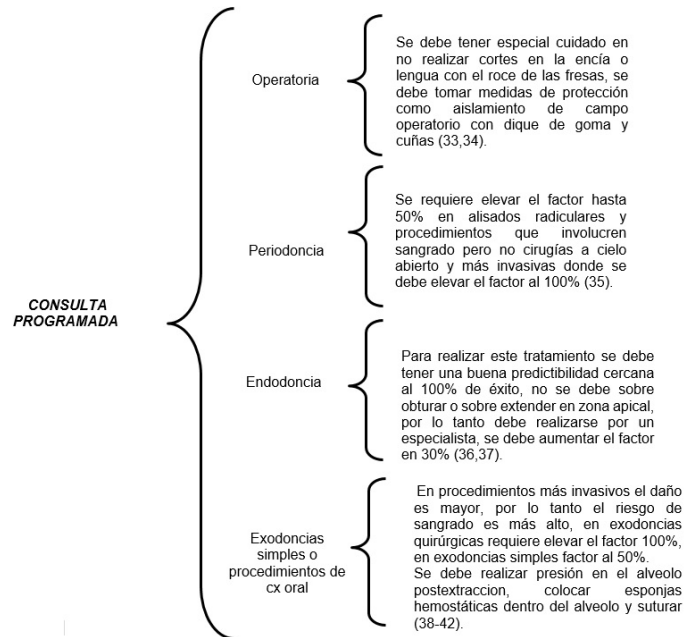 CONSULTA
PROGRAMADA
Operatoria
Se debe tener especial cuidado en
no realizar cortes en la encía o
lengua con el roce de las fresas, se
debe tomar medidas de protección
como aislamiento de campo
operatorio con dique de goma y
cuñas (33,34).
Periodoncia
Se requiere elevar el factor hasta
50% en alisados radiculares y
procedimientos que involucren
sangrado pero no cirugías a cielo
abierto y más invasivas donde se
debe elevar el factor al 100% (35).
Endodoncia
Para realizar este tratamiento se debe
tener una buena predictibilidad cercana
al 100% de éxito, no se debe sobre
obturar o sobre extender en zona apical,
por lo tanto debe realizarse por un
especialista, se debe aumentar el factor
en 30% (36,37).
Exodoncias
simples o
procedimientos de
cx oral
En procedimientos más invasivos el daño
es mayor, por lo tanto el riesgo de
sangrado es más alto, en exodoncias
quirúrgicas requiere elevar el factor 100%,
en exodoncias simples factor al 50%.
Se debe realizar presión en el alveolo
postextraccion, colocar esponjas
hemostáticas dentro del alveolo y suturar
(38-42).